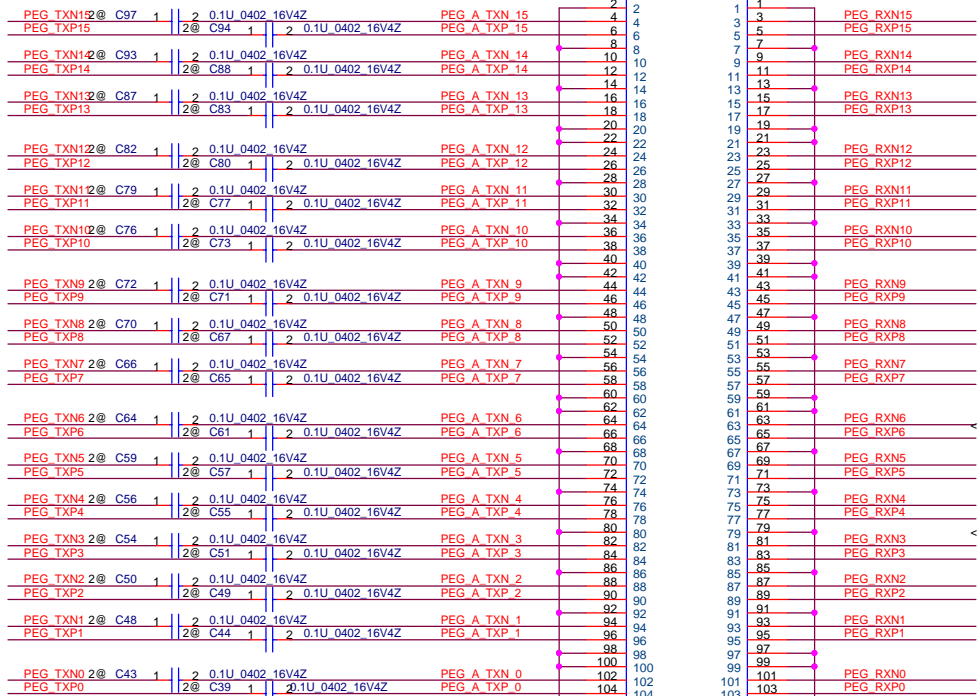 2 2 1 1
PEG_TXN15 2@ C97 1 2 0.1U_0402_16V4Z PEG_A_TXN_15 4 4 3 3 PEG_RXN15
PEG_TXP15 2@ C94 1 2 0.1U_0402_16V4Z PEG_A_TXP_15 6 6 5 5 PEG_RXP15
8 8 7 7
PEG_TXN14 2@ C93 1 2 0.1U_0402_16V4Z PEG_A_TXN_14 10 10 9 9 PEG_RXN14
PEG_TXP14 2@ C88 1 2 0.1U_0402_16V4Z PEG_A_TXP_14 12 12 11 11 PEG_RXP14
14 14 13 13
PEG_TXN13 2@ C87 1 2 0.1U_0402_16V4Z PEG_A_TXN_13 16 16 15 15 PEG_RXN13
PEG_TXP13 2@ C83 1 2 0.1U_0402_16V4Z PEG_A_TXP_13 18 18 17 17 PEG_RXP13
20 20 19 19
22 22 21 21
PEG_TXN12 2@ C82 1 2 0.1U_0402_16V4Z PEG_A_TXN_12 24 24 23 23 PEG_RXN12
PEG_TXP12 2@ C80 1 2 0.1U_0402_16V4Z PEG_A_TXP_12 26 26 25 25 PEG_RXP12
28 28 27 27
PEG_TXN11 2@ C79 1 2 0.1U_0402_16V4Z PEG_A_TXN_11 30 30 29 29 PEG_RXN11
PEG_TXP11 2@ C77 1 2 0.1U_0402_16V4Z PEG_A_TXP_11 32 32 31 31 PEG_RXP11
34 34 33 33
PEG_TXN10 2@ C76 1 2 0.1U_0402_16V4Z PEG_A_TXN_10 36 36 35 35 PEG_RXN10
PEG_TXP10 2@ C73 1 2 0.1U_0402_16V4Z PEG_A_TXP_10 38 38 37 37 PEG_RXP10
40 40 39 39
42 42 41 41
PEG_TXN9 2@ C72 1 2 0.1U_0402_16V4Z PEG_A_TXN_9 44 44 43 43 PEG_RXN9
PEG_TXP9 2@ C71 1 2 0.1U_0402_16V4Z PEG_A_TXP_9 46 46 45 45 PEG_RXP9
48 48 47 47
PEG_TXN8 2@ C70 1 2 0.1U_0402_16V4Z PEG_A_TXN_8 50 50 49 49 PEG_RXN8
PEG_TXP8 2@ C67 1 2 0.1U_0402_16V4Z PEG_A_TXP_8 52 52 51 51 PEG_RXP8
54 54 53 53
PEG_TXN7 2@ C66 1 2 0.1U_0402_16V4Z PEG_A_TXN_7 56 56 55 55 PEG_RXN7
PEG_TXP7 2@ C65 1 2 0.1U_0402_16V4Z PEG_A_TXP_7 58 58 57 57 PEG_RXP7
60 60 59 59
62 62 61 61
PEG_TXN6 2@ C64 1 2 0.1U_0402_16V4Z PEG_A_TXN_6 64 64 63 63 PEG_RXN6
PEG_TXP6 2@ C61 1 2 0.1U_0402_16V4Z PEG_A_TXP_6 66 66 65 65 PEG_RXP6 <
68 68 67 67
PEG_TXN5 2@ C59 1 2 0.1U_0402_16V4Z PEG_A_TXN_5 70 70 69 69 PEG_RXN5
PEG_TXP5 2@ C57 1 2 0.1U_0402_16V4Z PEG_A_TXP_5 72 72 71 71 PEG_RXP5
74 74 73 73
PEG_TXN4 2@ C56 1 2 0.1U_0402_16V4Z PEG_A_TXN_4 76 76 75 75 PEG_RXN4
PEG_TXP4 2@ C55 1 2 0.1U_0402_16V4Z PEG_A_TXP_4 78 78 77 77 PEG_RXP4
80 80 79 79 <
PEG_TXN3 2@ C54 1 2 0.1U_0402_16V4Z PEG_A_TXN_3 82 82 81 81 PEG_RXN3
PEG_TXP3 2@ C51 1 2 0.1U_0402_16V4Z PEG_A_TXP_3 84 84 83 83 PEG_RXP3
86 86 85 85
PEG_TXN2 2@ C50 1 2 0.1U_0402_16V4Z PEG_A_TXN_2 88 88 87 87 PEG_RXN2
PEG_TXP2 2@ C49 1 2 0.1U_0402_16V4Z PEG_A_TXP_2 90 90 89 89 PEG_RXP2
92 92 91 91
PEG_TXN1 2@ C48 1 2 0.1U_0402_16V4Z PEG_A_TXN_1 94 94 93 93 PEG_RXN1
PEG_TXP1 2@ C44 1 2 0.1U_0402_16V4Z PEG_A_TXP_1 96 96 95 95 PEG_RXP1
98 98 97 97
100 100 99 99
PEG_TXN0 2@ C43 1 2 0.1U_0402_16V4Z PEG_A_TXN_0 102 102 101 101 PEG_RXN0
PEG_TXP0 2@ C39 1 2 0.1U_0402_16V4Z PEG_A_TXP_0 104 104 103 103 PEG_RXP0